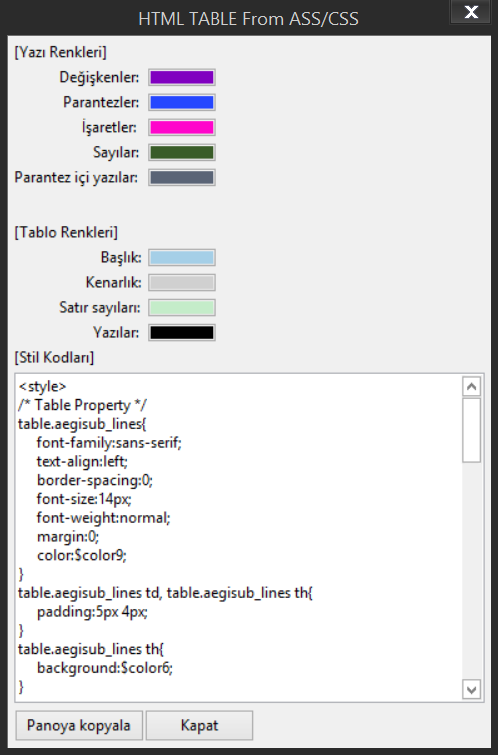 HTML TABLE From ASS/CSS
[Yazı Renkleri]
Değişkenler:
Parantezler:
İşaretler:
Sayılar:
Parantez içi yazılar:
[Tablo Renkleri]
Başlık:
Kenarlık:
Satır sayıları:
Yazılar:
[Stil Kodları]
<style>
/* Table Property */
table.aegisub_lines{
    font-family:sans-serif;
    text-align:left;
    border-spacing:0;
    font-size:14px;
    font-weight:normal;
    margin:0;
    color:$color9;
}
table.aegisub_lines td, table.aegisub_lines th{
    padding:5px 4px;
}
table.aegisub_lines th{
    background:$color6;
}
Panoya kopyala Kapat